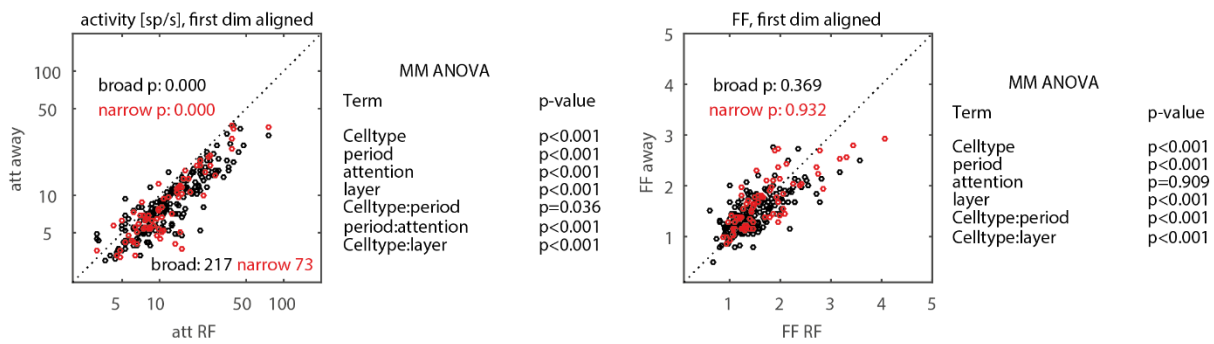 activity [sp/s], first dim aligned
100
50
10
5
att away
broad p: 0.000
narrow p: 0.000
broad: 217 narrow 73
5 10 50 100
att RF
MM ANOVA
Term p-value
Celltype p<0.001
period p<0.001
attention p<0.001
layer p<0.001
Celltype:period p=0.036
period:attention p<0.001
Celltype:layer p<0.001
FF, first dim aligned
5
4
3
2
1
FF away
broad p: 0.369
narrow p: 0.932
1 2 3 4 5
FF RF
MM ANOVA
Term p-value
Celltype p<0.001
period p<0.001
attention p=0.909
layer p<0.001
Celltype:period p<0.001
Celltype:layer p<0.001